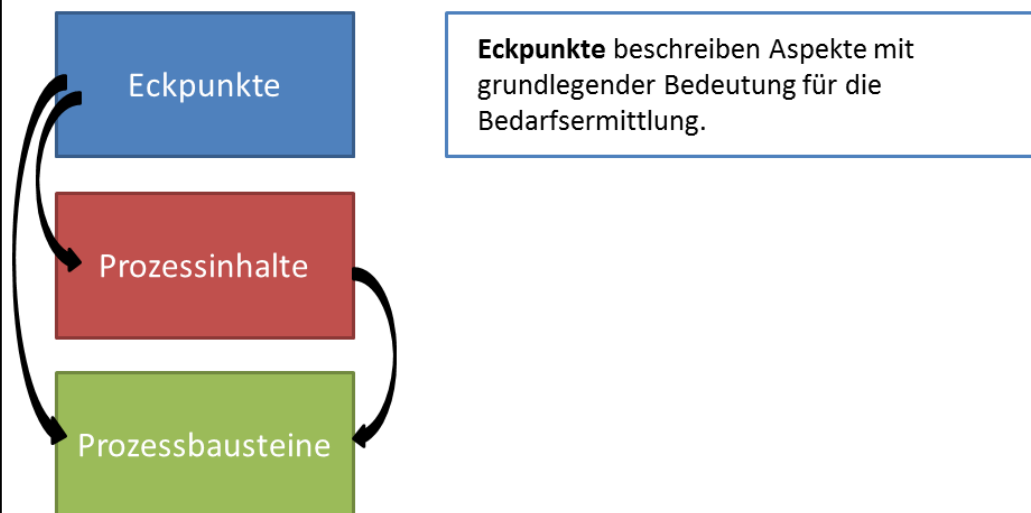 Eckpunkte
Eckpunkte beschreiben Aspekte mit
grundlegender Bedeutung für die
Bedarfsermittlung.
Prozessinhalte
Prozessbausteine